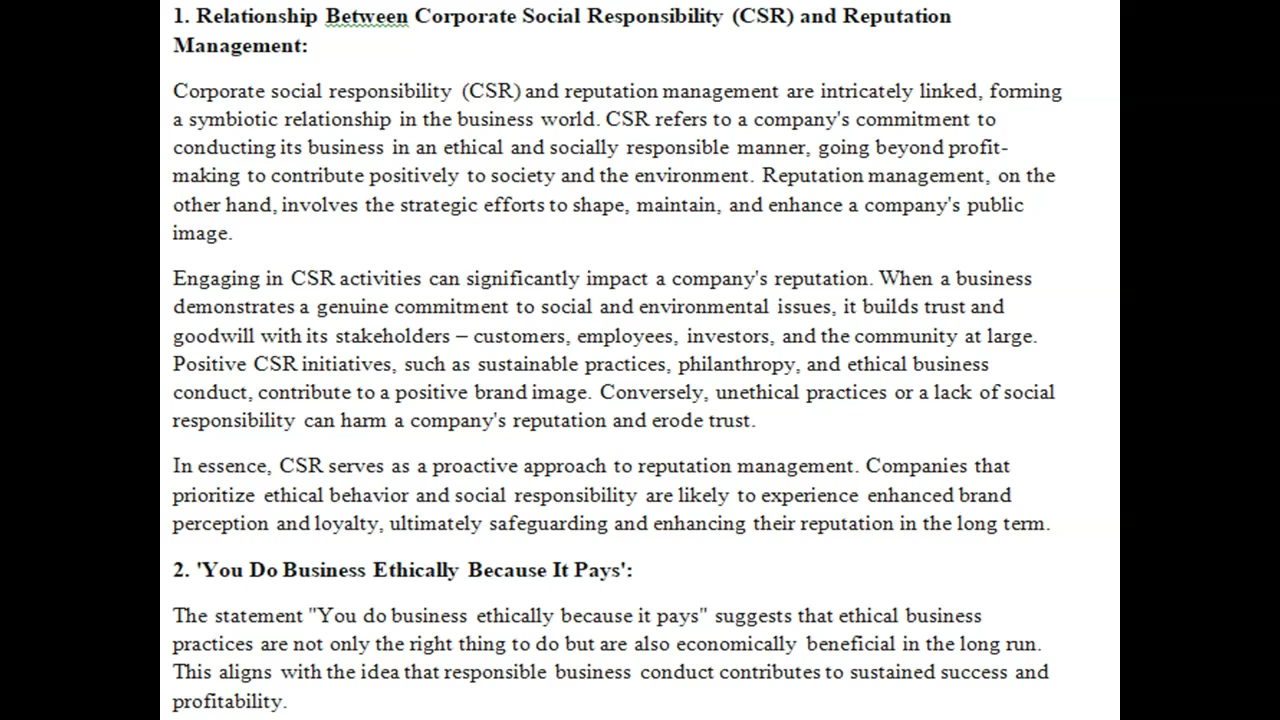 1. Relationship Between Corporate Social Responsibility (CSR) and Reputation
Management:
Corporate social responsibility (CSR) and reputation management are intricately linked, forming
a symbiotic relationship in the business world. CSR refers to a company's commitment to
conducting its business in an ethical and socially responsible manner, going beyond profit-
making to contribute positively to society and the environment. Reputation management, on the
other hand, involves the strategic efforts to shape, maintain, and enhance a company's public
image.
Engaging in CSR activities can significantly impact a company's reputation. When a business
demonstrates a genuine commitment to social and environmental issues, it builds trust and
goodwill with its stakeholders – customers, employees, investors, and the community at large.
Positive CSR initiatives, such as sustainable practices, philanthropy, and ethical business
conduct, contribute to a positive brand image. Conversely, unethical practices or a lack of social
responsibility can harm a company's reputation and erode trust.
In essence, CSR serves as a proactive approach to reputation management. Companies that
prioritize ethical behavior and social responsibility are likely to experience enhanced brand
perception and loyalty, ultimately safeguarding and enhancing their reputation in the long term.
2. 'You Do Business Ethically Because It Pays':
The statement "You do business ethically because it pays" suggests that ethical business
practices are not only the right thing to do but are also economically beneficial in the long run.
This aligns with the idea that responsible business conduct contributes to sustained success and
profitability.